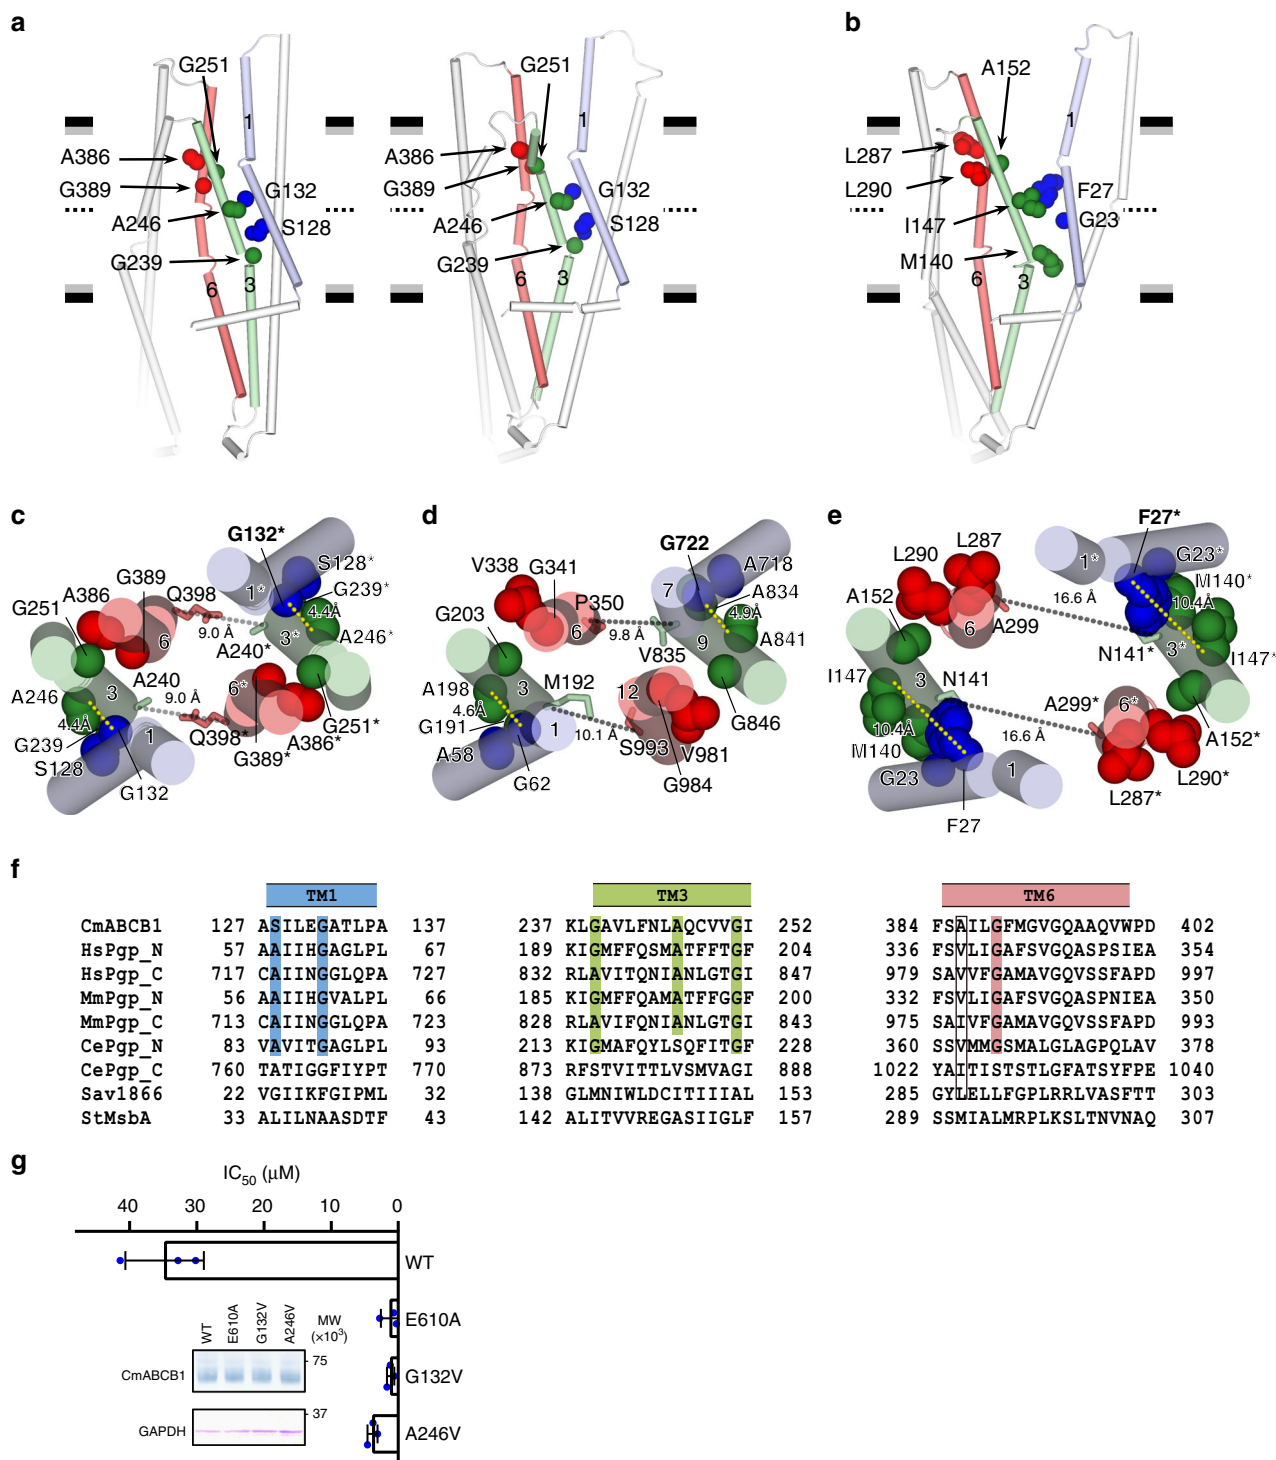 a
G251
A386
G389
A246
G239
G132
S128
1
6
3
G251
A386
G389
A246
G239
G132
S128
1
6
3
b
A152
L287
L290
I147
M140
F27
G23
1
6
3
c
G132*
S128*
G239*
A246*
G251*
A386*
G389*
Q398*
A240*
4.4Å
9.0 Å
1*
3*
6*
G389
A386
G251
Q398
6
A246
A240
3
9.0 Å
4.4Å
G239
S128
1
G132
d
G722
A718
A834
4.9Å
A841
G846
V338
G341
P350
6
7
9
9.8 Å
V835
G203
A198
4.6Å
G191
A58
G62
3
M192
1
10.1 Å
12
S993
V981
G984
e
F27*
G23*
M140*
10.4Å
I147*
A152*
L290*
L287*
L287
L290
A152
A299
6
1*
3*
16.6 Å
N141*
I147
N141
10.4Å
M140
G23
3
1
F27
16.6 Å
A299*
6*
f
TM1 TM3 TM6
CmABCB1 127 ASILEGATLPA 137 237 KLGAVLFNLAQCVVGI 252 384 FSAILGFMGVGQAAQVWPD 402
HsPgp_N 57 AAIIHGAGLPL 67 189 KIGMFFQSMATFFTGF 204 336 FSVLIGAFSVGQASPSIEA 354
HsPgp_C 717 CAIINGGLQPA 727 832 RLAVITQNIANLGTGI 847 979 SAVVFGAMAVGQVSSFAPD 997
MmPgp_N 56 AAIIHGVALPL 66 185 KIGMFFQAMATFFGGF 200 332 FSVLIGAFSVGQASPNIEA 350
MmPgp_C 713 CAIINGGLQPA 723 828 RLAVIFQNIANLGTGI 843 975 SAIVFGAMAVGQVSSFAPD 993
CePgp_N 83 VAVITGAGLPL 93 213 KIGMAFQYLSQFITGF 228 360 SSVMMGSMALGLAGPQLAV 378
CePgp_C 760 TATIGGFIYPT 770 873 RFSTVITTLVSMVAGI 888 1022 YAITISTSTLGFATSYFPE 1040
Sav1866 22 VGIIKFGIPML 32 138 GLMNIWLDCITIIIAL 153 285 GYLELLFGPLRRLVASFTT 303
StMsbA 33 ALILNAASDTF 43 142 ALITVVREGASIIGLF 157 289 SSMIALMRPLKSLTNVNAQ 307
g
IC50 (μM)
40 30 20 10 0
WT
E610A
G132V
A246V
WT E610A G132V A246V MW (×10³)
CmABCB1 75
GAPDH 37